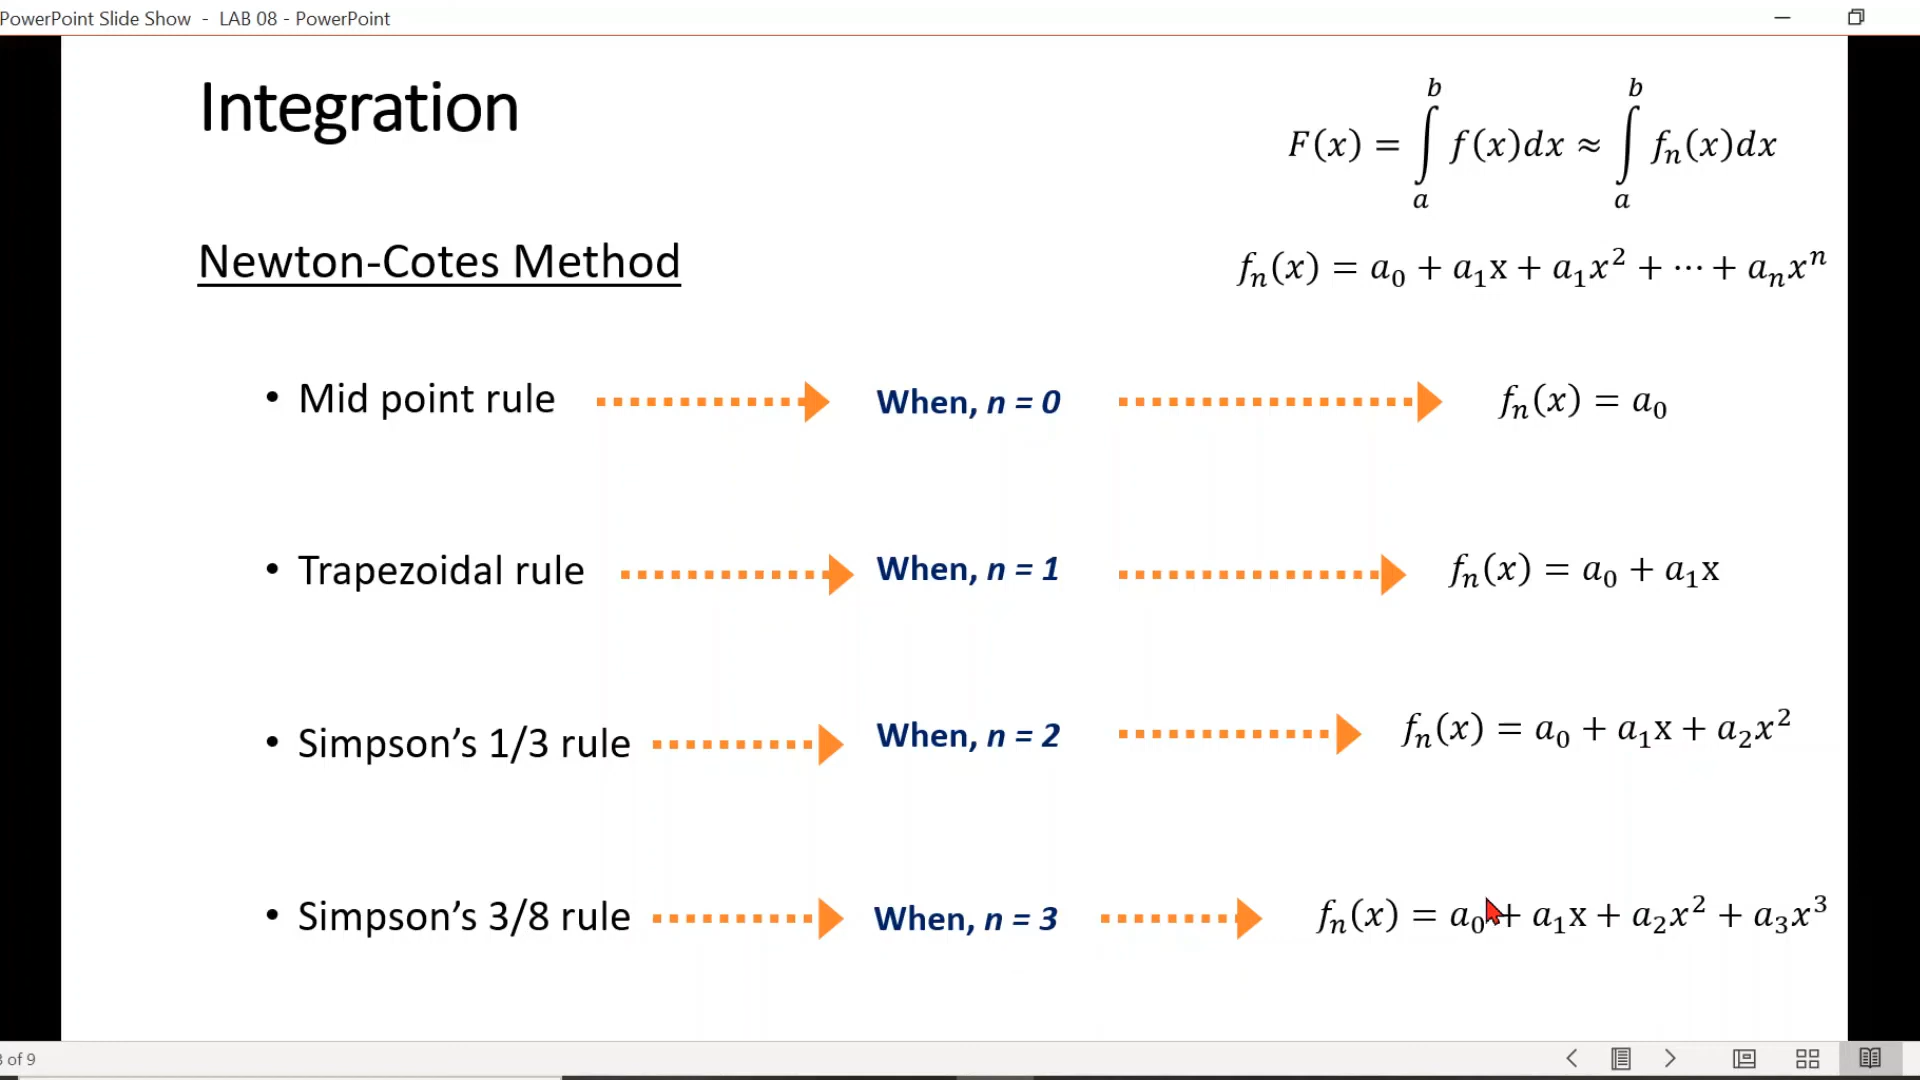 PowerPoint Slide Show - LAB 08 - PowerPoint
Integration
F(x) = ∫_a^b f(x)dx ≈ ∫_a^b fₙ(x)dx
Newton-Cotes Method
fₙ(x) = a₀ + a₁x + a₁x² + ⋯ + aₙxⁿ
• Mid point rule When, n = 0 fₙ(x) = a₀
• Trapezoidal rule When, n = 1 fₙ(x) = a₀ + a₁x
• Simpson’s 1/3 rule When, n = 2 fₙ(x) = a₀ + a₁x + a₂x²
• Simpson’s 3/8 rule When, n = 3 fₙ(x) = a₀ + a₁x + a₂x² + a₃x³
of 9